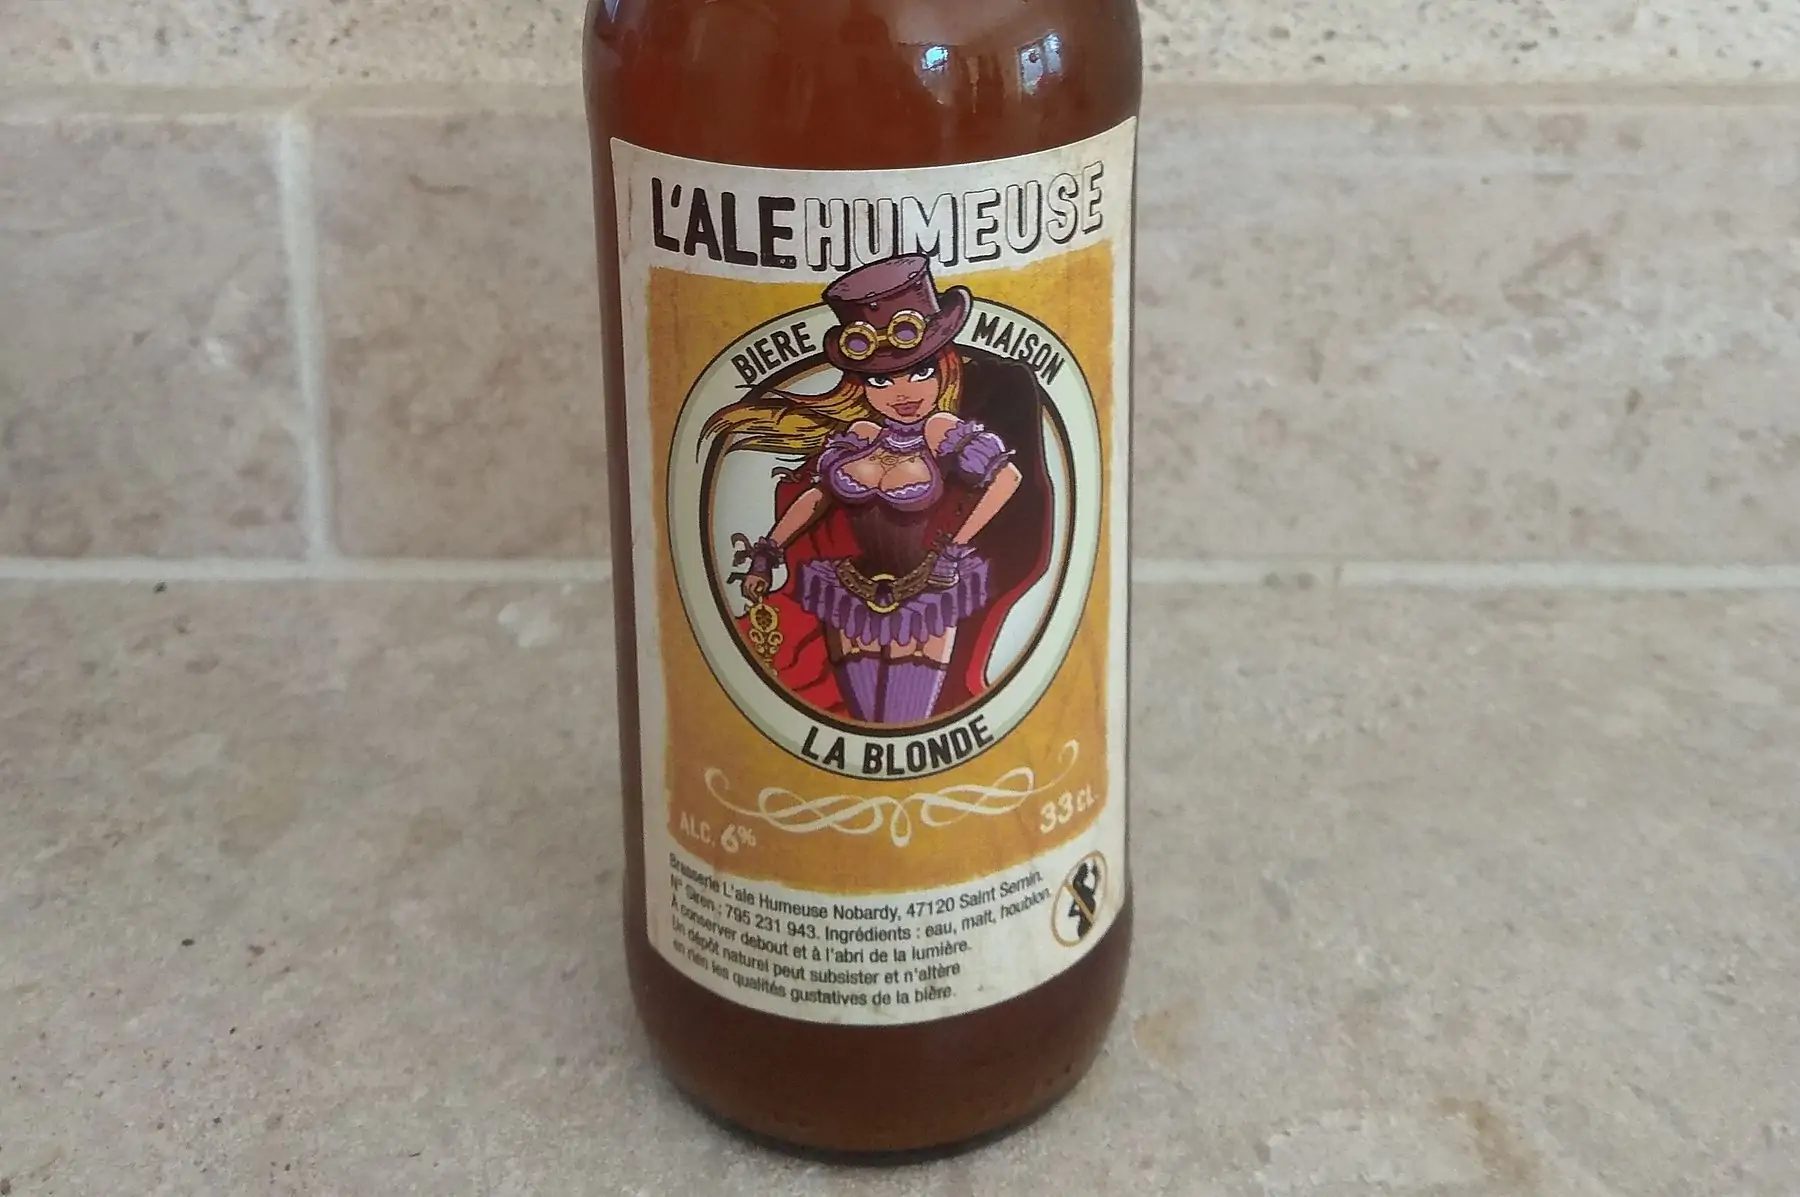 L'ALEHUMEUSE
BIERE MAISON
LA BLONDE
ALC. 6% 33 CL.
Brasserie L'ale Humeuse Nobardy, 47120 Saint Sernin.
N° Siren : 795 231 943. Ingrédients : eau, malt, houblon.
À conserver debout et à l'abri de la lumière.
Un dépôt naturel peut subsister et n'altère
en rien les qualités gustatives de la bière.